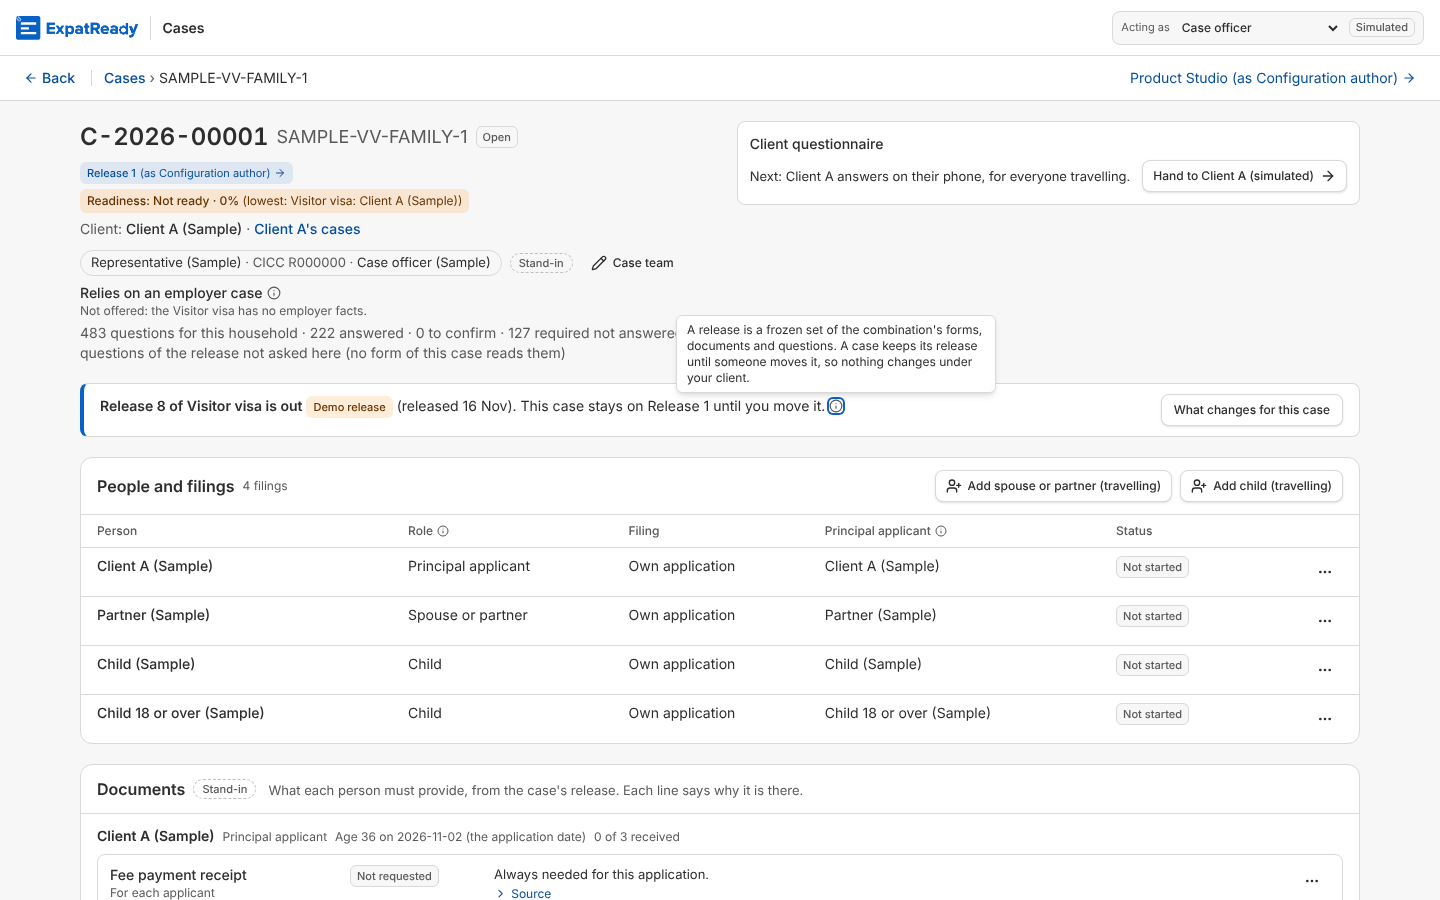 ExpatReady
Cases
Acting as Case officer Simulated
Back
Cases › SAMPLE-VV-FAMILY-1
Product Studio (as Configuration author) →
C-2026-00001 SAMPLE-VV-FAMILY-1 Open
Release 1 (as Configuration author) →
Readiness: Not ready · 0% (lowest: Visitor visa: Client A (Sample))
Client: Client A (Sample) · Client A's cases
Representative (Sample) · CICC R000000 · Case officer (Sample) Stand-in Case team
Relies on an employer case
Not offered: the Visitor visa has no employer facts.
483 questions for this household · 222 answered · 0 to confirm · 127 required not answered
questions of the release not asked here (no form of this case reads them)
Client questionnaire
Next: Client A answers on their phone, for everyone travelling.
Hand to Client A (simulated) →
A release is a frozen set of the combination's forms,
documents and questions. A case keeps its release
until someone moves it, so nothing changes under
your client.
Release 8 of Visitor visa is out Demo release (released 16 Nov). This case stays on Release 1 until you move it.
What changes for this case
People and filings 4 filings
Add spouse or partner (travelling)
Add child (travelling)
Person Role Filing Principal applicant Status
Client A (Sample) Principal applicant Own application Client A (Sample) Not started ...
Partner (Sample) Spouse or partner Own application Partner (Sample) Not started ...
Child (Sample) Child Own application Child (Sample) Not started ...
Child 18 or over (Sample) Child Own application Child 18 or over (Sample) Not started ...
Documents Stand-in What each person must provide, from the case's release. Each line says why it is there.
Client A (Sample) Principal applicant Age 36 on 2026-11-02 (the application date) 0 of 3 received
Fee payment receipt Not requested Always needed for this application. ...
For each applicant Source